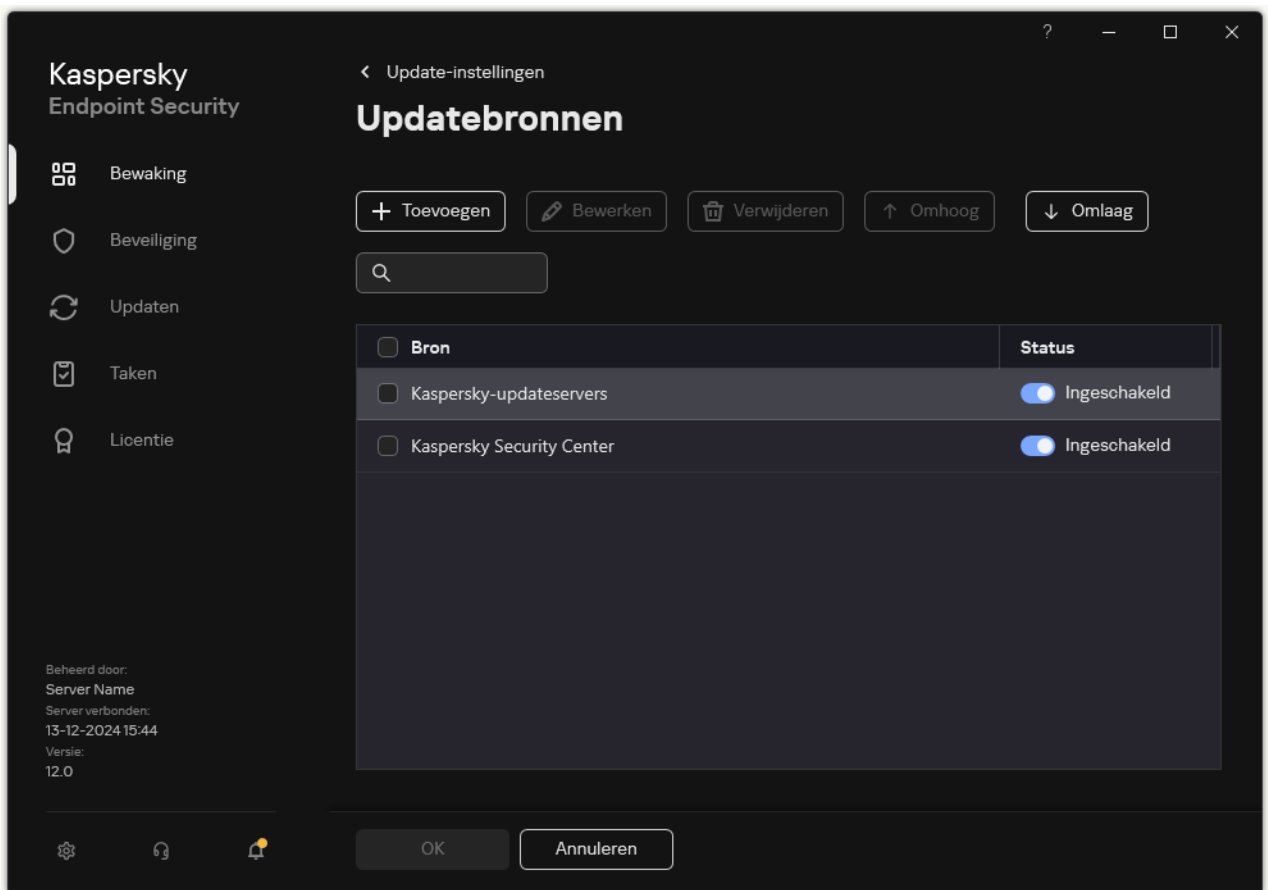 ?
Kaspersky
Endpoint Security
Bewaking
Beveiliging
Updaten
Taken
Licentie
Beheerd door:
Server Name
Server verbonden:
13-12-2024 15:44
Versie:
12.0
Update-instellingen
Updatebronnen
Toevoegen Bewerken Verwijderen Omhoog Omlaag
Bron Status
Kaspersky-updateservers Ingeschakeld
Kaspersky Security Center Ingeschakeld
OK Annuleren